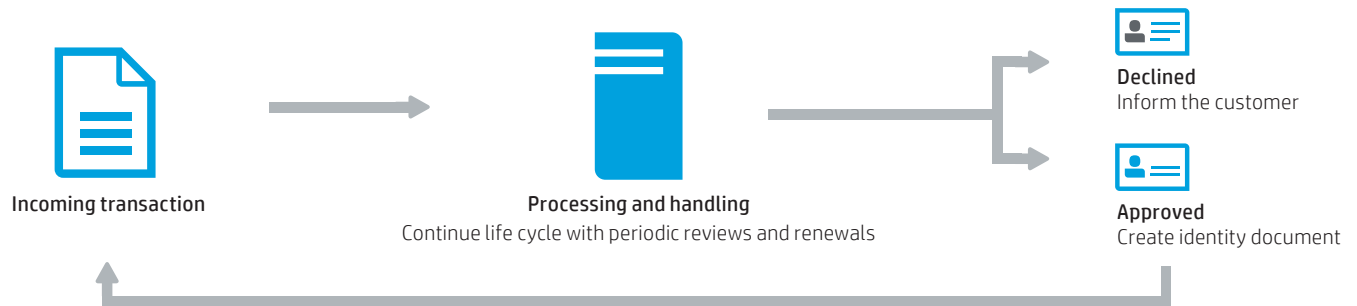 Incoming transaction
Processing and handling
Continue life cycle with periodic reviews and renewals
Declined
Inform the customer
Approved
Create identity document